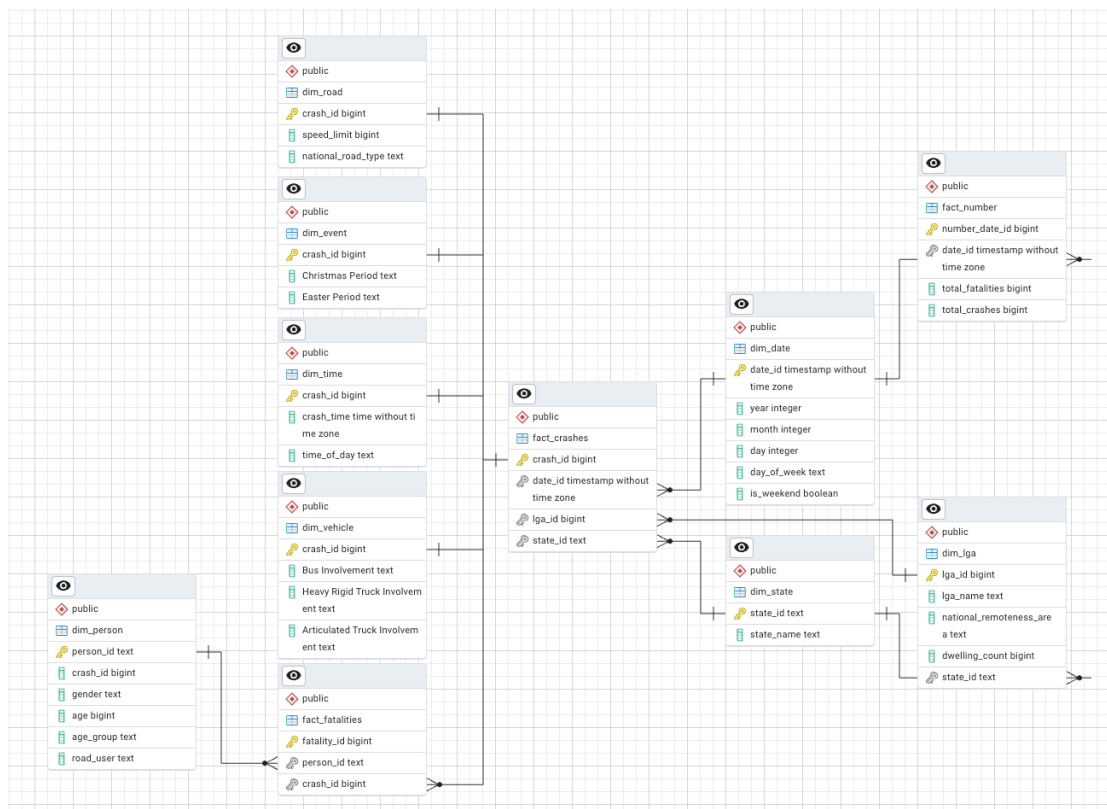 public
dim_road
crash_id bigint
speed_limit bigint
national_road_type text
public
dim_event
crash_id bigint
Christmas Period text
Easter Period text
public
dim_time
crash_id bigint
crash_time time without ti
me zone
time_of_day text
public
dim_vehicle
crash_id bigint
Bus Involvement text
Heavy Rigid Truck Involvem
ent text
Articulated Truck Involvem
ent text
public
dim_person
person_id text
crash_id bigint
gender text
age bigint
age_group text
road_user text
public
fact_fatalities
fatality_id bigint
person_id text
crash_id bigint
public
fact_crashes
crash_id bigint
date_id timestamp without
time zone
lga_id bigint
state_id text
public
dim_date
date_id timestamp without
time zone
year integer
month integer
day integer
day_of_week text
is_weekend boolean
public
dim_state
state_id text
state_name text
public
fact_number
number_date_id bigint
date_id timestamp without
time zone
total_fatalities bigint
total_crashes bigint
public
dim_lga
lga_id bigint
lga_name text
national_remoteness_are
a text
dwelling_count bigint
state_id text